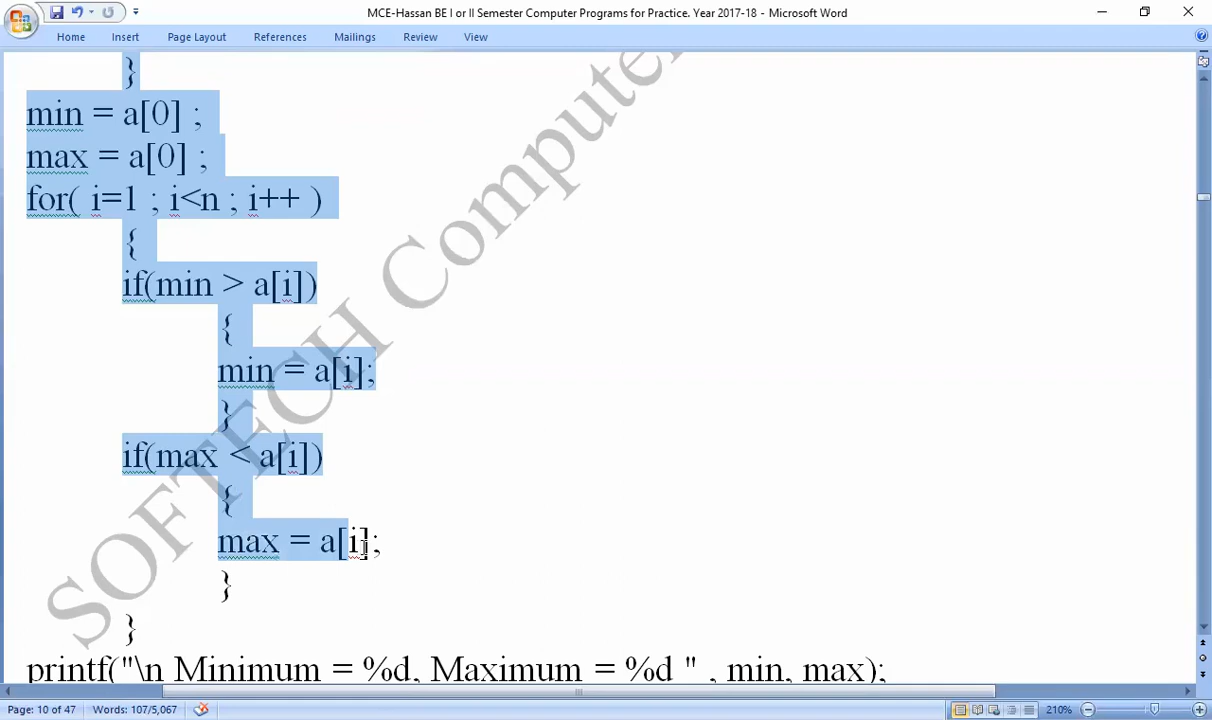 MCE-Hassan BE I or II Semester Computer Programs for Practice. Year 2017-18 - Microsoft Word
Home Insert Page Layout References Mailings Review View
}
min = a[0] ;
max = a[0] ;
for( i=1 ; i<n ; i++ )
{
if(min > a[i])
{
min = a[i];
}
if(max < a[i])
{
max = a[i];
}
}
printf("\n Minimum = %d, Maximum = %d " , min, max);
SOFTECH Computer
Page: 10 of 47 Words: 107/5,067 210%